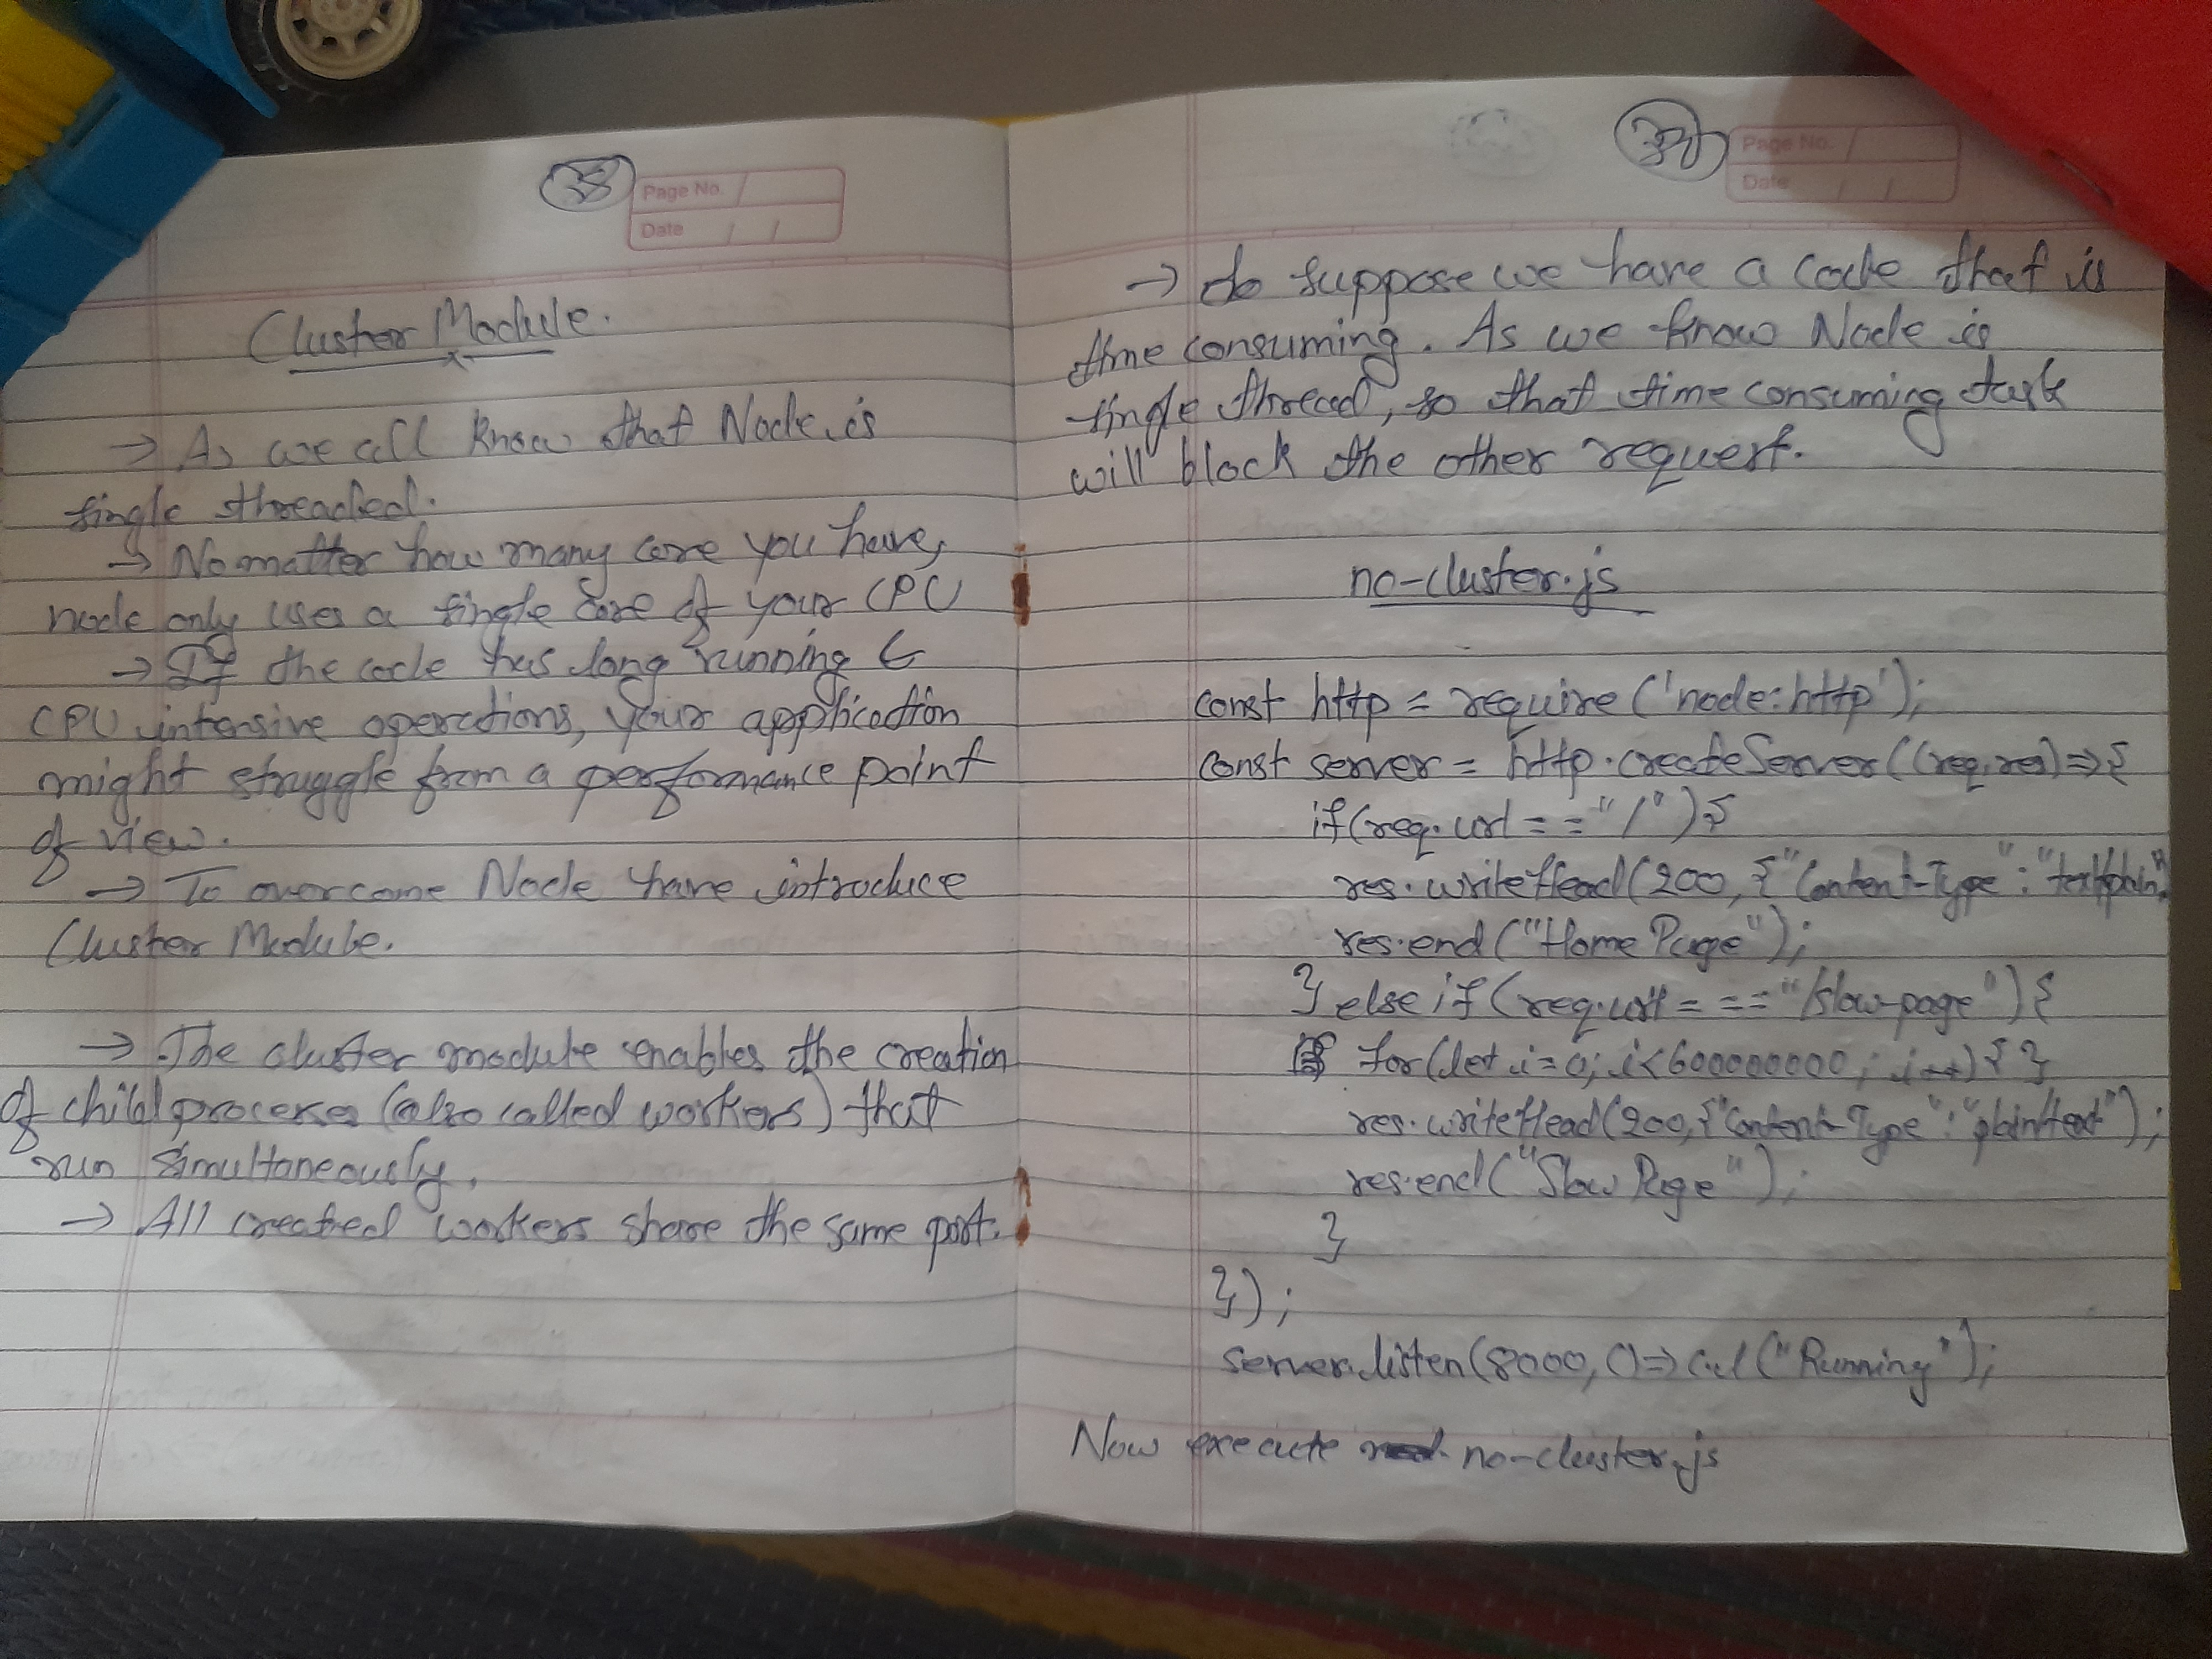 38
Page No.
Date
Cluster Module.
→ As we all know that Node is
single threaded.
→ No matter how many core you have,
node only uses a single core of your CPU
→ If the code has long running &
CPU intensive operations, your application
might struggle from a performance point
of view.
→ To overcome Node have introduce
Cluster Module.
→ The cluster module enables the creation
of child processes (also called workers) that
run simultaneously.
→ All created workers share the same port.
Page No.
Date
→ So suppose we have a code that is
time consuming. As we know Node is
single thread, so that time consuming task
will block the other request.
no-cluster.js
const http = require('node:http');
const server = http.createServer((req,res)=>{
if(req.url=="/"){
res.writeHead(200,{"Content-Type":"text/plain"
res.end("Home Page");
} else if(req.url==="/slow-page"){
for(let i=0; i<600000000; i++){ }
res.writeHead(200,{"Content-Type":"plain/text");
res.end("Slow Page");
}
});
server.listen(8000,()=> c.l("Running");
Now execute no-cluster.js